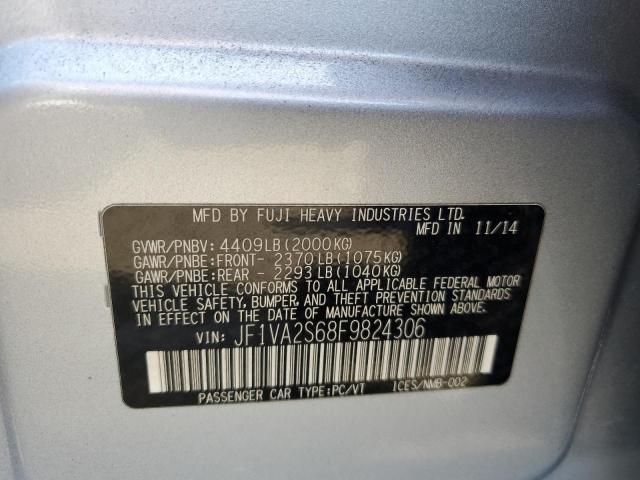 MFD BY FUJI HEAVY INDUSTRIES LTD.
MFD IN 11/14
GVWR/PNBV: 4409LB(2000KG)
GAWR/PNBE:FRONT- 2370LB(1075KG)
GAWR/PNBE:REAR - 2293LB(1040KG)
THIS VEHICLE CONFORMS TO ALL APPLICABLE FEDERAL MOTOR
VEHICLE SAFETY, BUMPER, AND THEFT PREVENTION STANDARDS
IN EFFECT ON THE DATE OF MANUFACTURE SHOWN ABOVE.
VIN: JF1VA2S68F9824306
PASSENGER CAR TYPE:PC/VT ICES/NMB-002